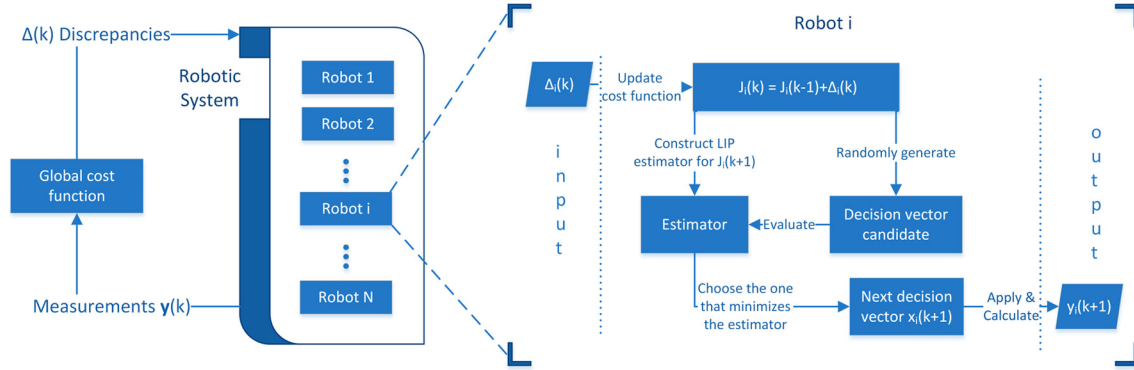 Δ(k) Discrepancies
Robotic
System
Global cost
function
Measurements y(k)
Robot 1
Robot 2
Robot i
Robot N
Robot i
Δᵢ(k)
Update
cost function
Jᵢ(k) = Jᵢ(k-1)+Δᵢ(k)
input
Construct LIP
estimator for Jᵢ(k+1)
Randomly generate
Estimator
Evaluate
Decision vector
candidate
Choose the one
that minimizes
the estimator
Next decision
vector xᵢ(k+1)
Apply &
Calculate
output
yᵢ(k+1)